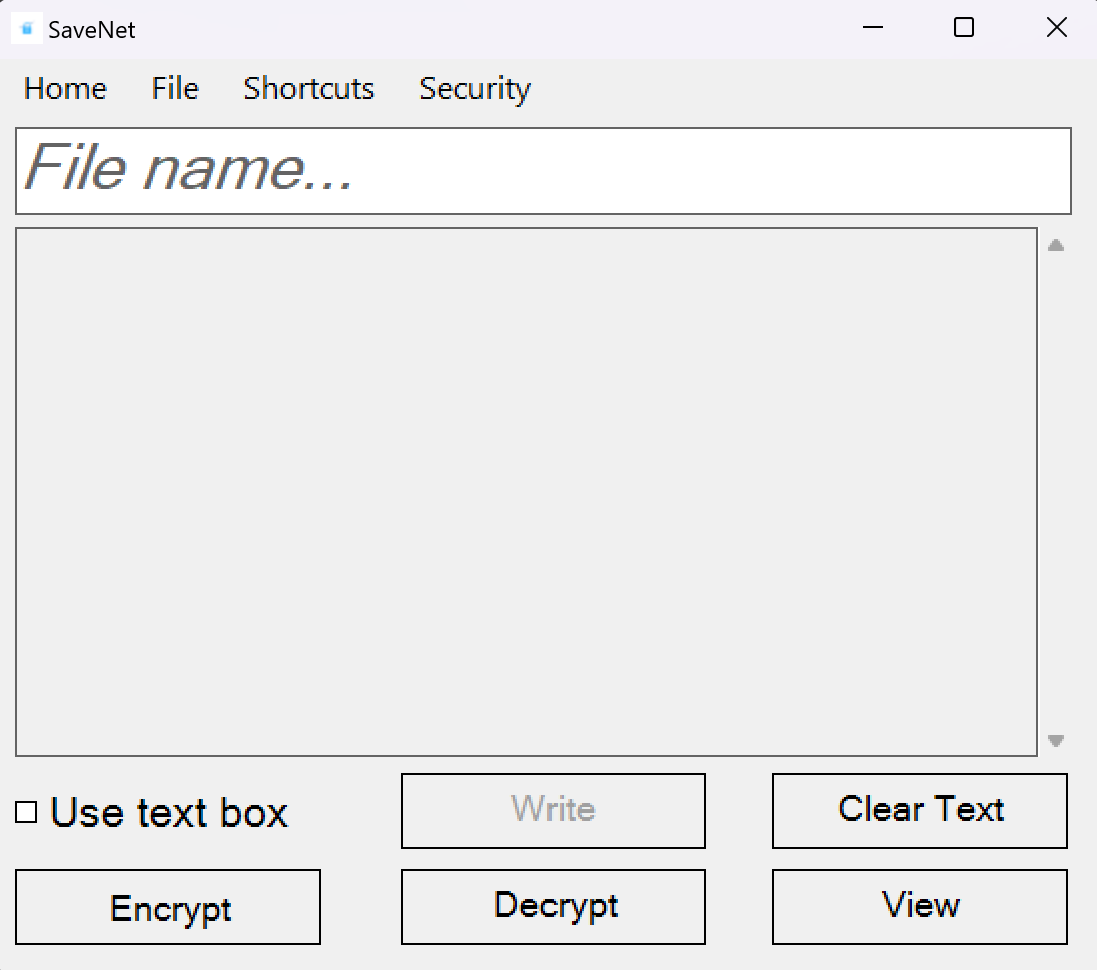 SaveNet
Home File Shortcuts Security
File name...
Use text box Write Clear Text
Encrypt Decrypt View